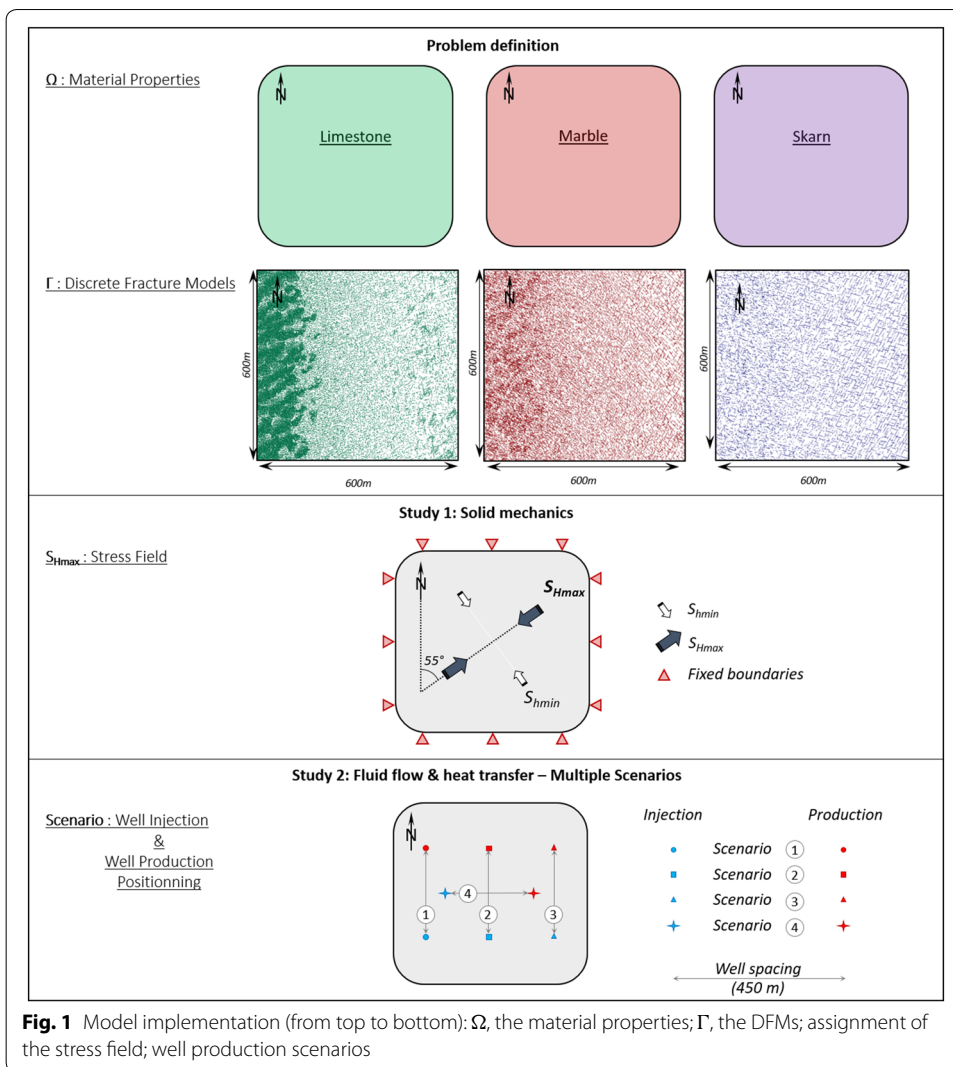 Problem definition
Ω : Material Properties
N
N
N
Limestone
Marble
Skarn
Γ : Discrete Fracture Models
N
N
N
600m
600m
600m
600m
600m
600m
Study 1: Solid mechanics
SHmax : Stress Field
N
SHmax
55°
Shmin
Shmin
SHmax
Fixed boundaries
Study 2: Fluid flow & heat transfer – Multiple Scenarios
Scenario : Well Injection
&
Well Production
Positionning
N
4
1
2
3
Injection
Production
Scenario 1
Scenario 2
Scenario 3
Scenario 4
Well spacing
(450 m)
Fig. 1 Model implementation (from top to bottom): Ω, the material properties; Γ, the DFMs; assignment of
the stress field; well production scenarios